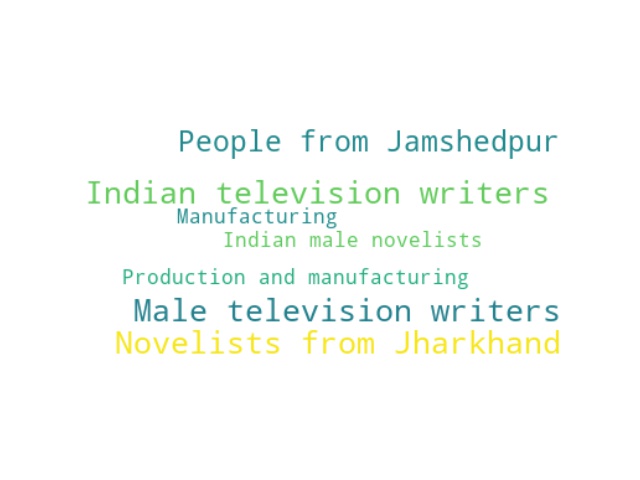 People from Jamshedpur
Indian television writers
Manufacturing
Indian male novelists
Production and manufacturing
Male television writers
Novelists from Jharkhand